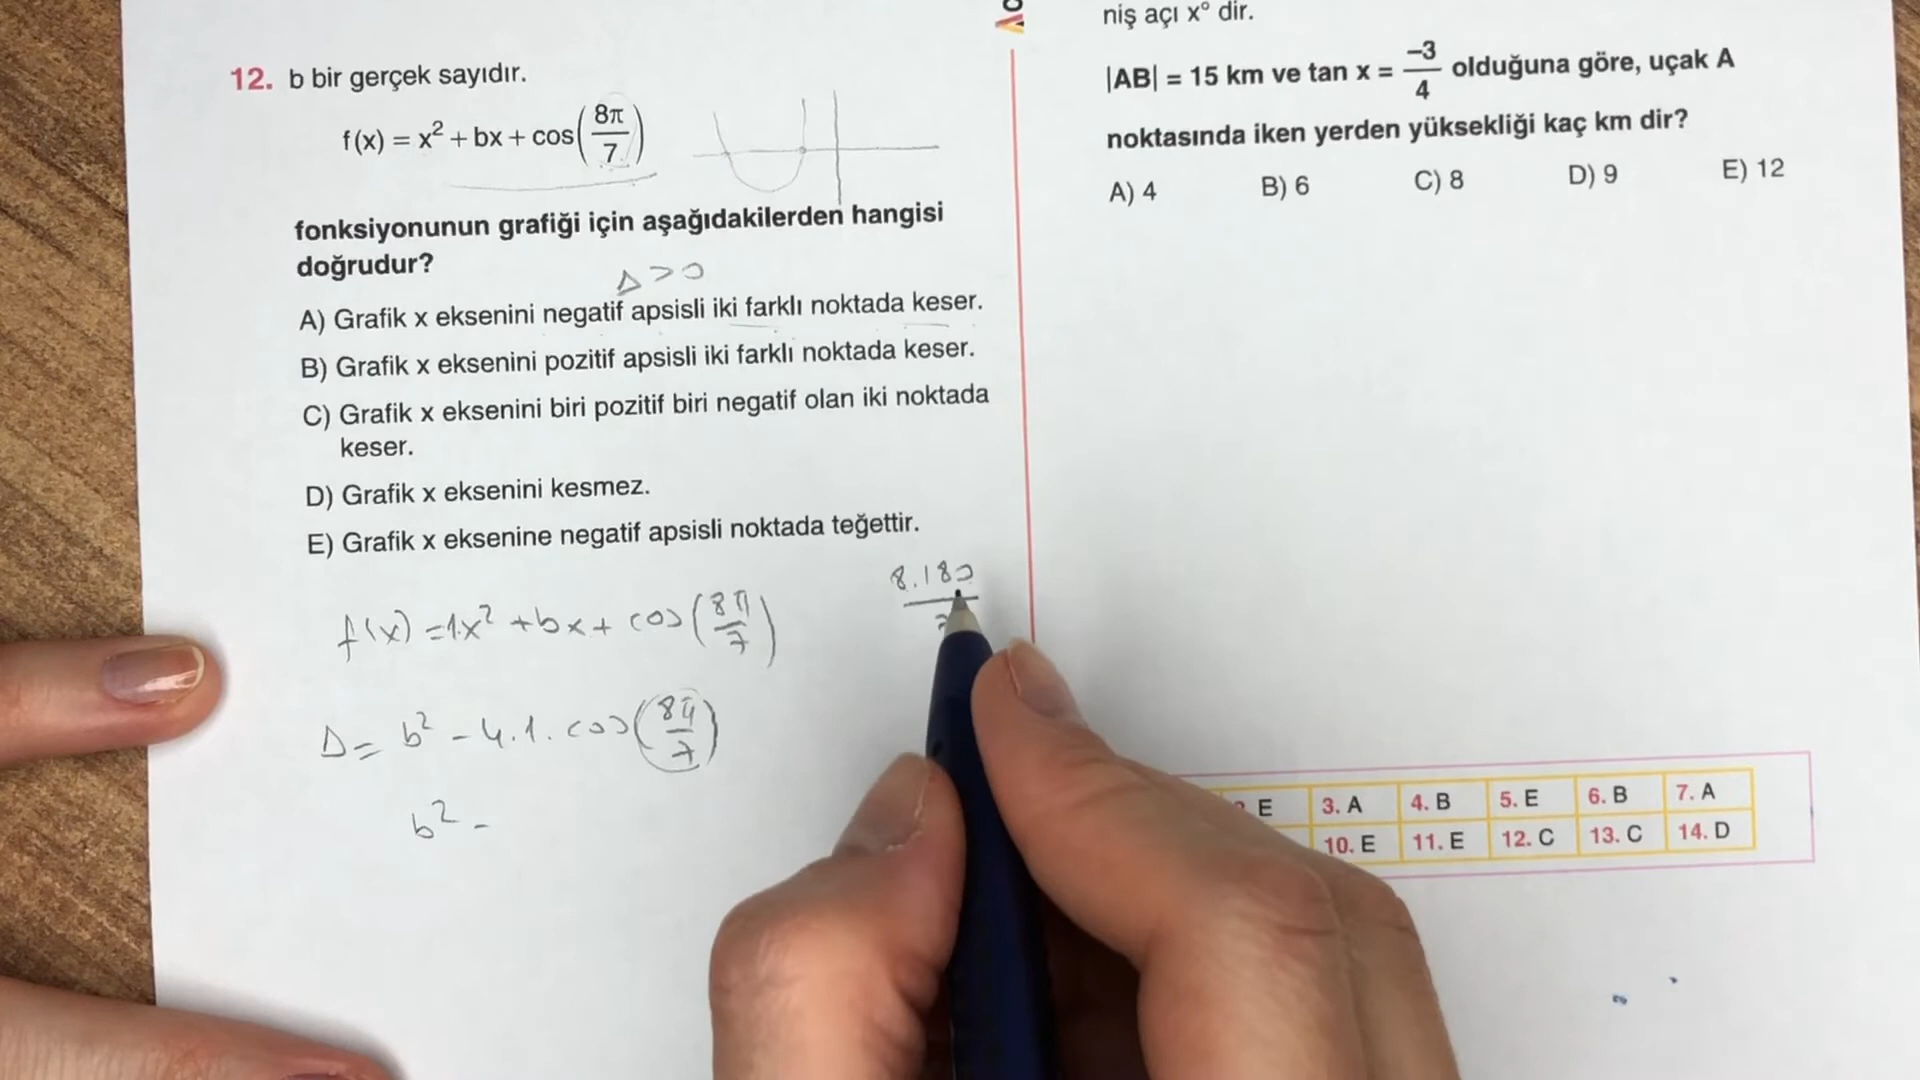 12. b bir gerçek sayıdır.
f(x) = x² + bx + cos(8π/7)
fonksiyonunun grafiği için aşağıdakilerden hangisi
doğrudur?
Δ > 0
A) Grafik x eksenini negatif apsisli iki farklı noktada keser.
B) Grafik x eksenini pozitif apsisli iki farklı noktada keser.
C) Grafik x eksenini biri pozitif biri negatif olan iki noktada
keser.
D) Grafik x eksenini kesmez.
E) Grafik x eksenine negatif apsisli noktada teğettir.
f(x) = 1.x² + bx + cos(8π/7)
8.180
Δ = b² - 4.1.cos(8π/7)
b² -
niş açı x° dir.
|AB| = 15 km ve tan x = -3/4 olduğuna göre, uçak A
noktasında iken yerden yüksekliği kaç km dir?
A) 4 B) 6 C) 8 D) 9 E) 12
E 3. A 4. B 5. E 6. B 7. A
10. E 11. E 12. C 13. C 14. D